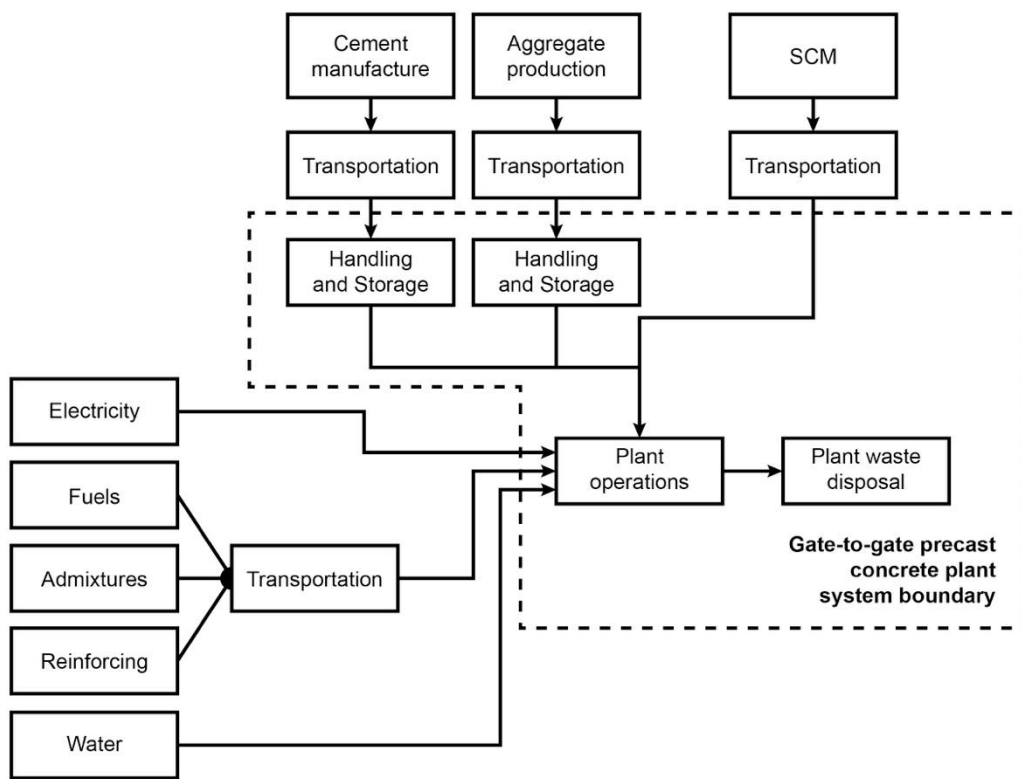 Cement
manufacture
Aggregate
production
SCM
Transportation
Transportation
Transportation
Handling
and Storage
Handling
and Storage
Electricity
Fuels
Admixtures
Reinforcing
Water
Transportation
Plant
operations
Plant waste
disposal
Gate-to-gate precast
concrete plant
system boundary